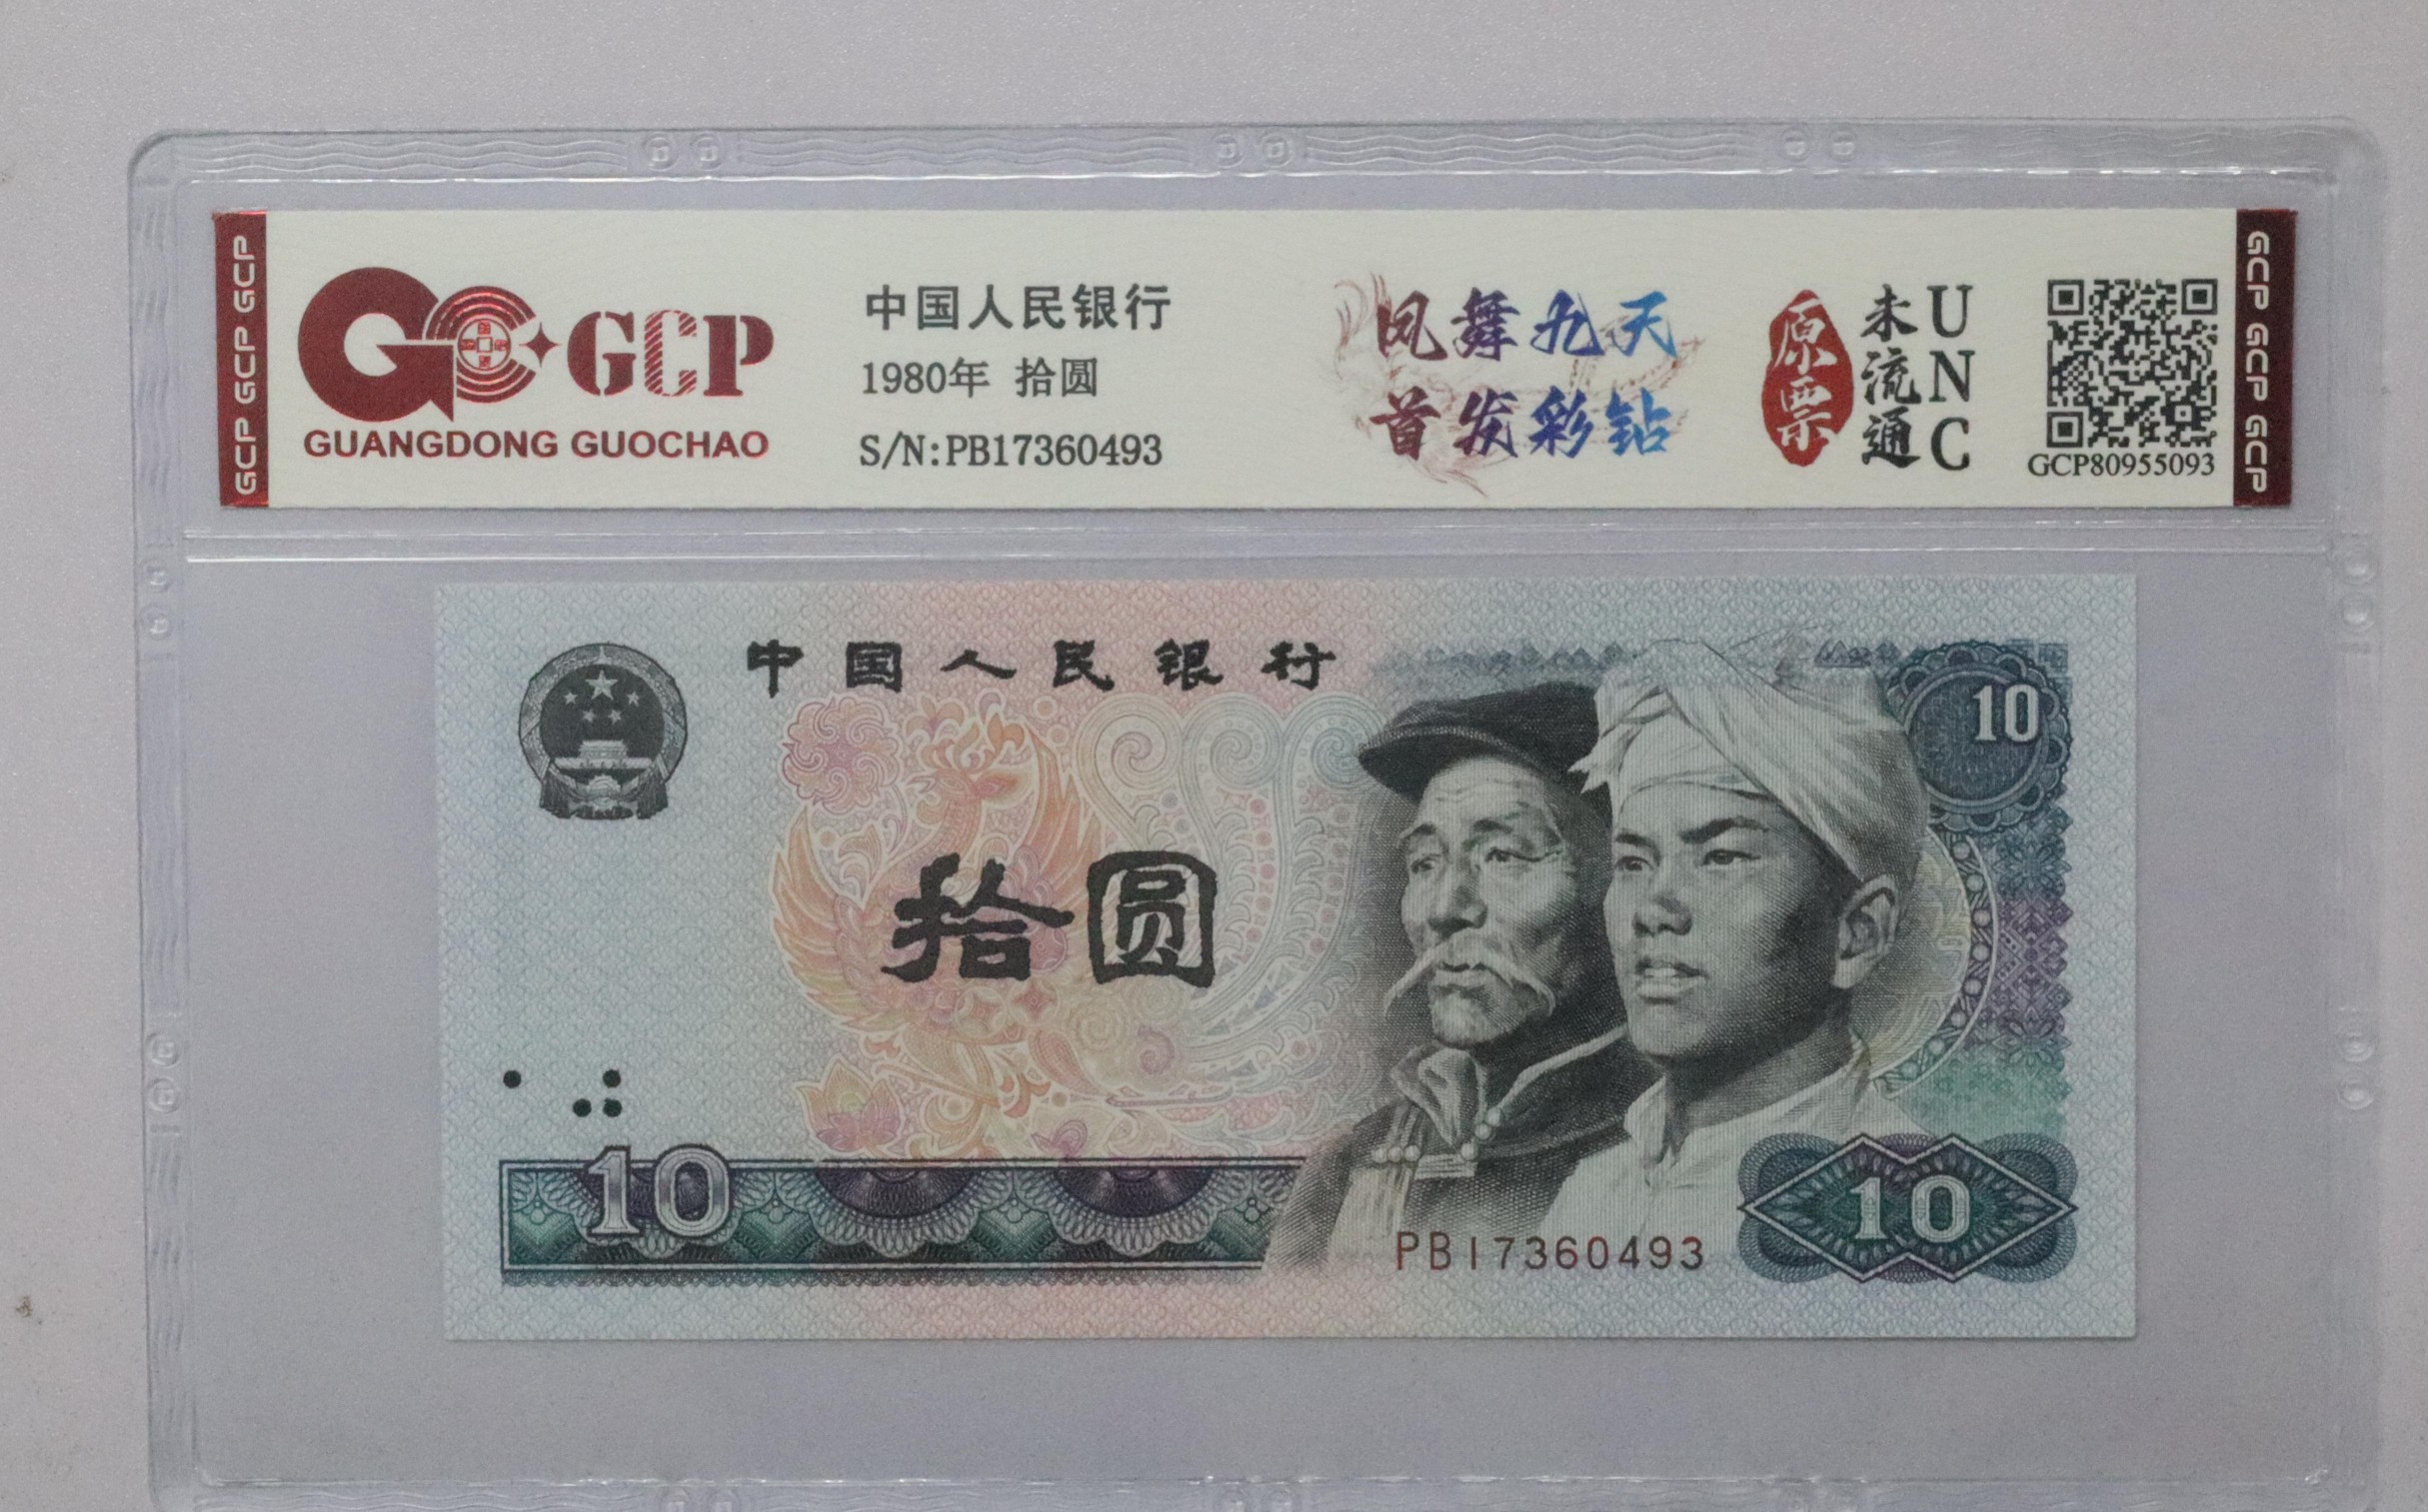 GCP GCP GCP
GCP
GUANGDONG GUOCHAO
中国人民银行
1980年 拾圆
S/N:PB17360493
凤舞九天
首发彩钻
原票
未流通
UNC
GCP80955093
GCP GCP GCP
中国人民银行
10
拾圆
10
PB17360493
10